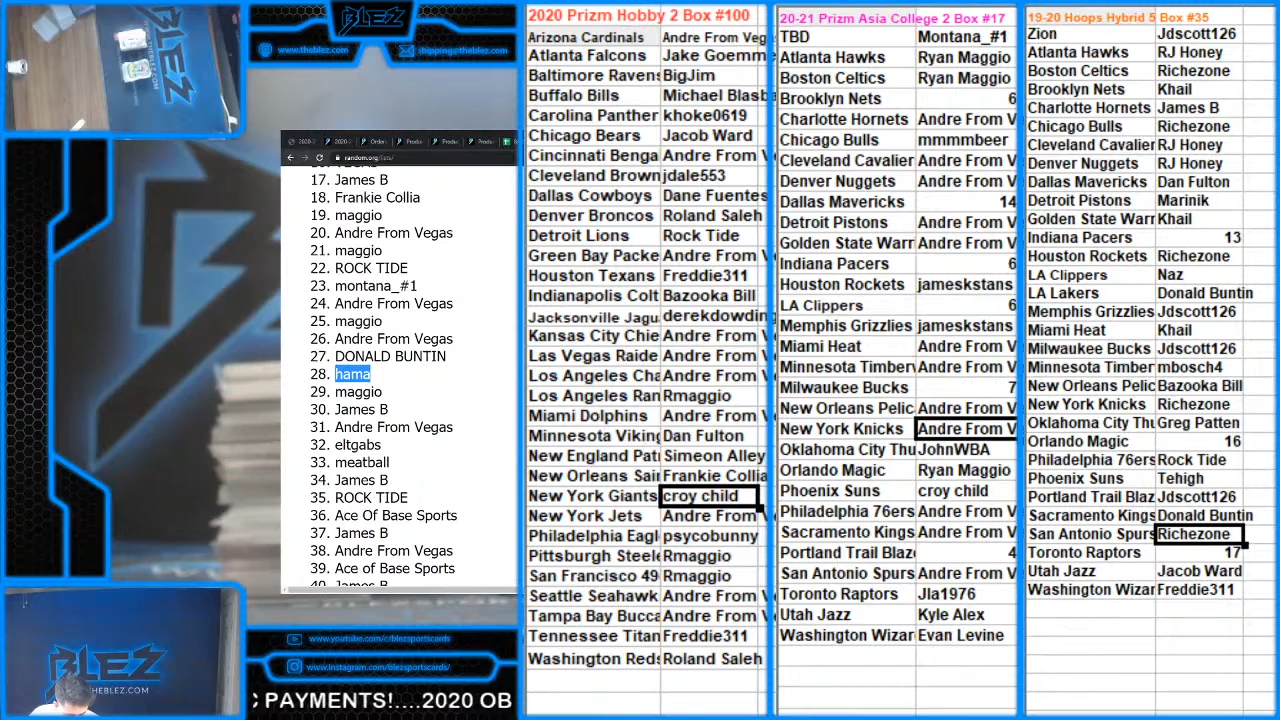 BLEZ
BLEZ
www.theblez.com
shipping@theblez.com
random.org/lists/
17. James B
18. Frankie Collia
19. maggio
20. Andre From Vegas
21. maggio
22. ROCK TIDE
23. montana_#1
24. Andre From Vegas
25. maggio
26. Andre From Vegas
27. DONALD BUNTIN
28. hama
29. maggio
30. James B
31. Andre From Vegas
32. eltgabs
33. meatball
34. James B
35. ROCK TIDE
36. Ace Of Base Sports
37. James B
38. Andre From Vegas
39. Ace of Base Sports
40. James B
www.youtube.com/c/blezsportscards
www.instagram.com/blezsportscards/
BLEZ
THEBLEZ.COM
C PAYMENTS!....2020 OB
2020 Prizm Hobby 2 Box #100
Arizona Cardinals Andre From Vega
Atlanta Falcons Jake Goemm
Baltimore Ravens BigJim
Buffalo Bills Michael Blasba
Carolina Panther khoke0619
Chicago Bears Jacob Ward
Cincinnati Benga Andre From V
Cleveland Brown jdale553
Dallas Cowboys Dane Fuentes
Denver Broncos Roland Saleh
Detroit Lions Rock Tide
Green Bay Packe Andre From V
Houston Texans Freddie311
Indianapolis Colt Bazooka Bill
Jacksonville Jagu derekdowding
Kansas City Chie Andre From V
Las Vegas Raide Andre From V
Los Angeles Cha Andre From V
Los Angeles Ran Rmaggio
Miami Dolphins Andre From V
Minnesota Viking Dan Fulton
New England Pat Simeon Alley
New Orleans Sai Frankie Collia
New York Giants croy child
New York Jets Andre From V
Philadelphia Eagl psycobunny
Pittsburgh Steele Rmaggio
San Francisco 49 Rmaggio
Seattle Seahawk Andre From V
Tampa Bay Bucca Andre From V
Tennessee Titan Freddie311
Washington Reds Roland Saleh
20-21 Prizm Asia College 2 Box #17
TBD Montana_#1
Atlanta Hawks Ryan Maggio
Boston Celtics Ryan Maggio
Brooklyn Nets 6
Charlotte Hornets Andre From V
Chicago Bulls mmmmbeer
Cleveland Cavalier Andre From V
Denver Nuggets Andre From V
Dallas Mavericks 14
Detroit Pistons Andre From V
Golden State Warr Andre From V
Indiana Pacers 6
Houston Rockets jameskstans
LA Clippers 6
Memphis Grizzlies jameskstans
Miami Heat Andre From V
Minnesota Timberv Andre From V
Milwaukee Bucks 7
New Orleans Pelic Andre From V
New York Knicks Andre From V
Oklahoma City Thu JohnWBA
Orlando Magic Ryan Maggio
Phoenix Suns croy child
Philadelphia 76ers Andre From V
Sacramento Kings Andre From V
Portland Trail Blaze 4
San Antonio Spurs Andre From V
Toronto Raptors Jla1976
Utah Jazz Kyle Alex
Washington Wizar Evan Levine
19-20 Hoops Hybrid 5 Box #35
Zion Jdscott126
Atlanta Hawks RJ Honey
Boston Celtics Richezone
Brooklyn Nets Khail
Charlotte Hornets James B
Chicago Bulls Richezone
Cleveland Cavalier RJ Honey
Denver Nuggets RJ Honey
Dallas Mavericks Dan Fulton
Detroit Pistons Marinik
Golden State Warr Khail
Indiana Pacers 13
Houston Rockets Richezone
LA Clippers Naz
LA Lakers Donald Buntin
Memphis Grizzlies Jdscott126
Miami Heat Khail
Milwaukee Bucks Jdscott126
Minnesota Timber mbosch4
New Orleans Pelic Bazooka Bill
New York Knicks Richezone
Oklahoma City Thu Greg Patten
Orlando Magic 16
Philadelphia 76ers Rock Tide
Phoenix Suns Tehigh
Portland Trail Blaz Jdscott126
Sacramento Kings Donald Buntin
San Antonio Spurs Richezone
Toronto Raptors 17
Utah Jazz Jacob Ward
Washington Wizar Freddie311